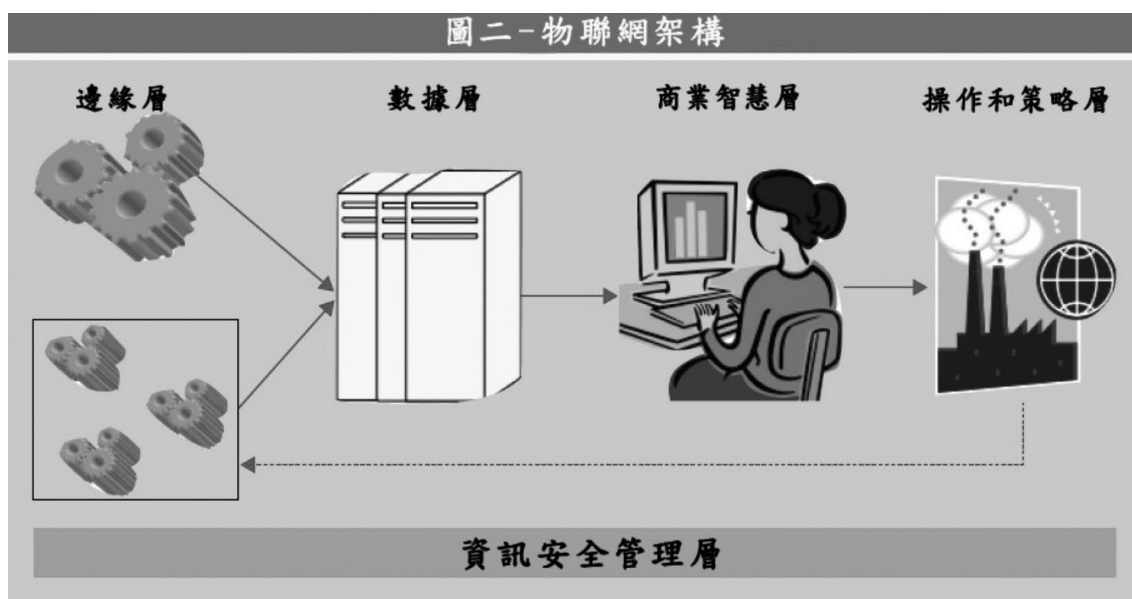 圖二-物聯網架構
邊緣層
數據層
商業智慧層
操作和策略層
資訊安全管理層